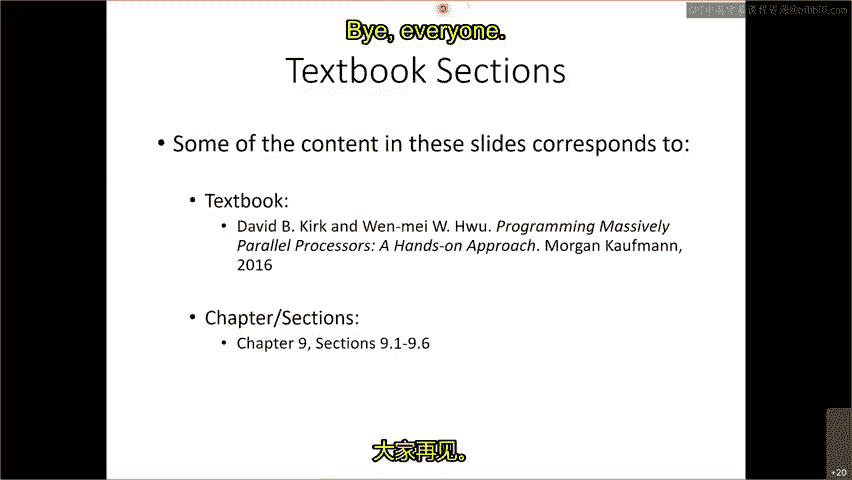 Bye, everyone.
Textbook Sections
• Some of the content in these slides corresponds to:
• Textbook:
• David B. Kirk and Wen-mei W. Hwu. Programming Massively
Parallel Processors: A Hands-on Approach. Morgan Kaufmann,
2016
• Chapter/Sections:
• Chapter 9, Sections 9.1-9.6
大家再见。
+20